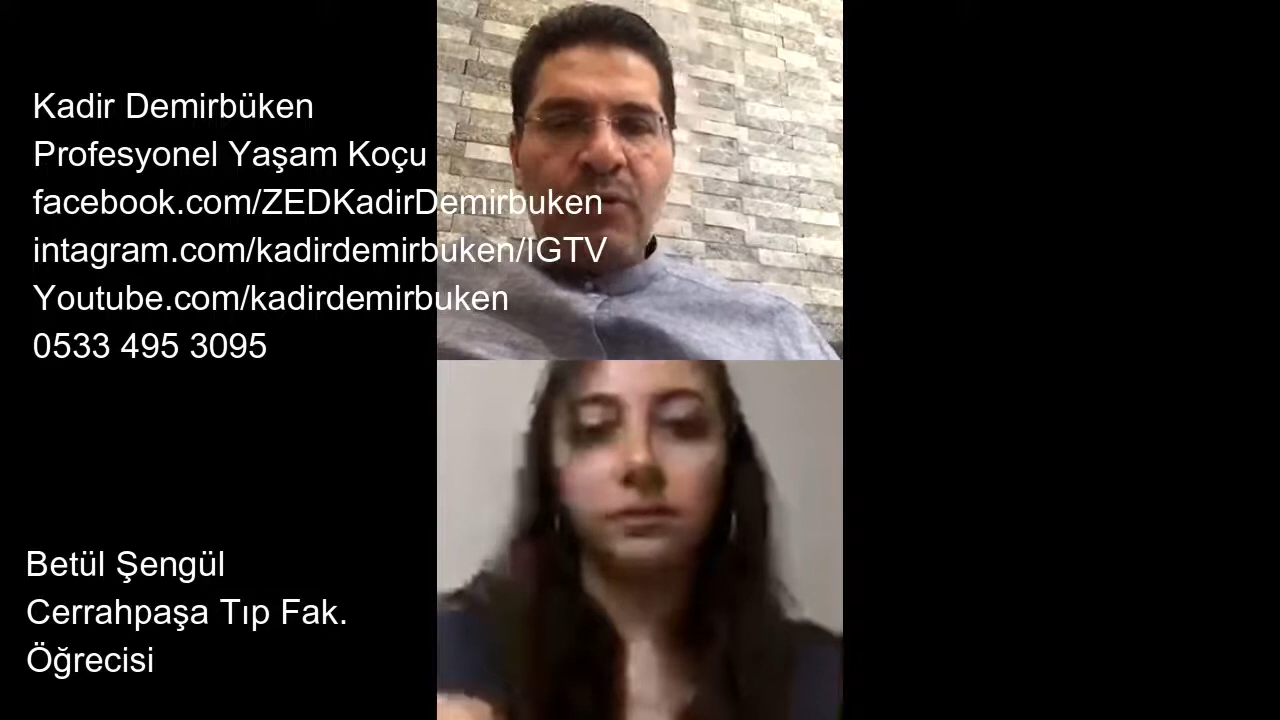 Kadir Demirbüken
Profesyonel Yaşam Koçu
facebook.com/ZEDKadirDemirbuken
intagram.com/kadirdemirbuken/IGTV
Youtube.com/kadirdemirbuken
0533 495 3095
Betül Şengül
Cerrahpaşa Tıp Fak.
Öğrecisi